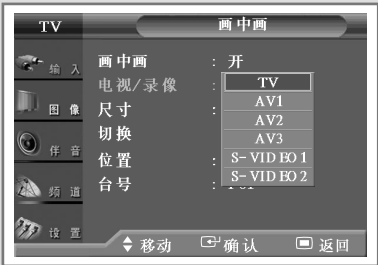 TV
画中画
输入
图像
伴音
频道
设置
画中画 : 开
电视/录像 :
尺寸 :
切换
位置 :
台号 :
TV
AV1
AV2
AV3
S-VIDEO1
S-VIDEO2
移动 确认 返回